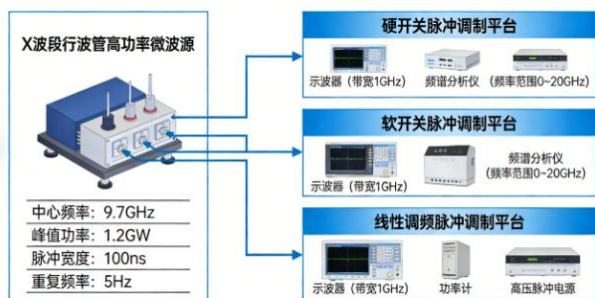 X波段行波管高功率微波源
中心频率：9.7GHz
峰值功率：1.2GW
脉冲宽度：100ns
重复频率：5Hz
硬开关脉冲调制平台
示波器（带宽1GHz） 频谱分析仪 （频率范围0~20GHz）
软开关脉冲调制平台
示波器（带宽1GHz）
频谱分析仪
（频率范围0~20GHz）
线性调频脉冲调制平台
示波器（带宽1GHz） 功率计 高压脉冲电源